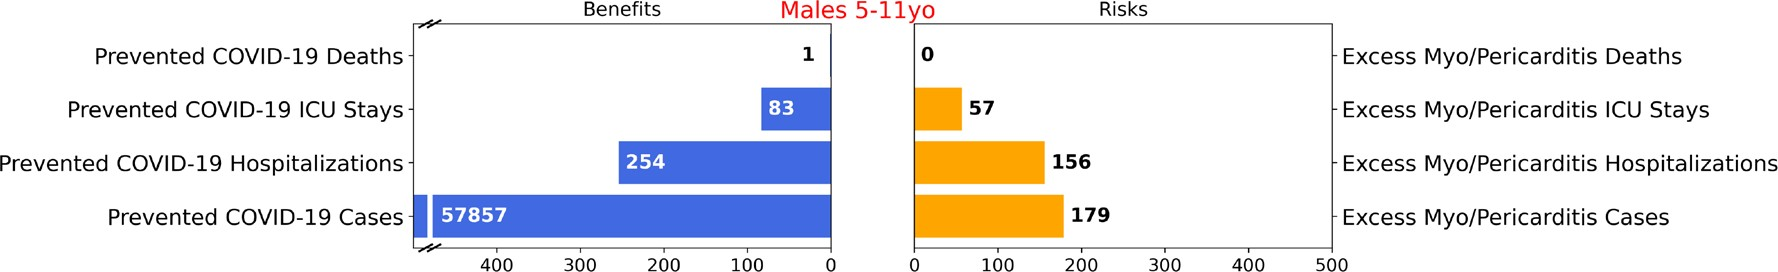 Benefits Males 5-11yo Risks
Prevented COVID-19 Deaths 1 0 Excess Myo/Pericarditis Deaths
Prevented COVID-19 ICU Stays 83 57 Excess Myo/Pericarditis ICU Stays
Prevented COVID-19 Hospitalizations 254 156 Excess Myo/Pericarditis Hospitalizations
Prevented COVID-19 Cases 57857 179 Excess Myo/Pericarditis Cases
400 300 200 100 0 0 100 200 300 400 500